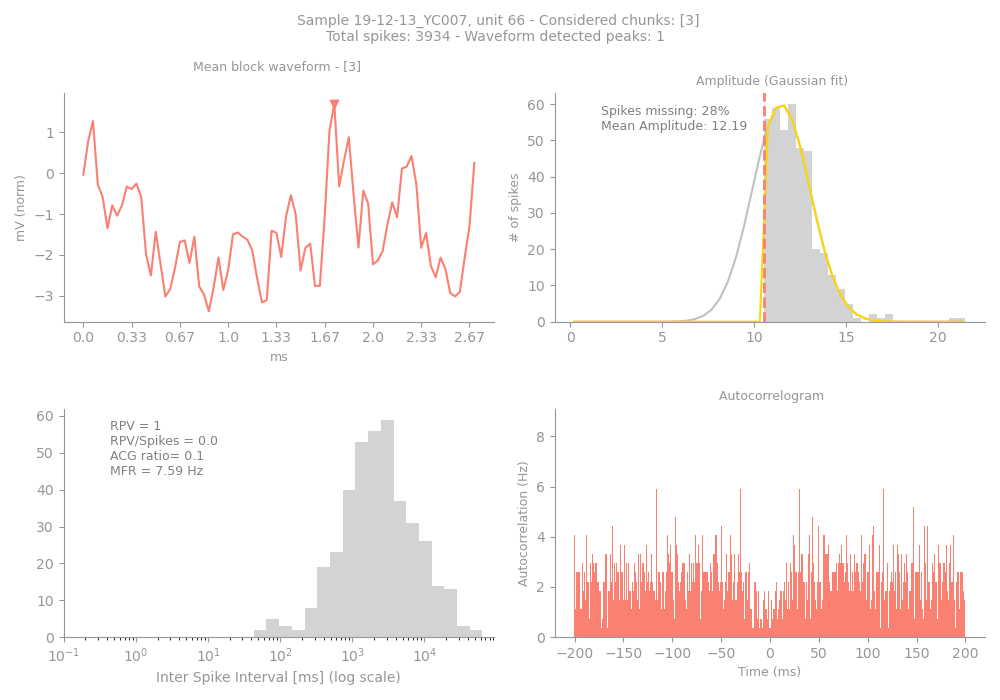 Sample 19-12-13_YC007, unit 66 - Considered chunks: [3]
Total spikes: 3934 - Waveform detected peaks: 1
Mean block waveform - [3]
mV (norm)
1
0
−1
−2
−3
0.0 0.33 0.67 1.0 1.33 1.67 2.0 2.33 2.67
ms
Amplitude (Gaussian fit)
Spikes missing: 28%
Mean Amplitude: 12.19
# of spikes
60
50
40
30
20
10
0
0 5 10 15 20
RPV = 1
RPV/Spikes = 0.0
ACG ratio= 0.1
MFR = 7.59 Hz
60
50
40
30
20
10
0
10⁻¹ 10⁰ 10¹ 10² 10³ 10⁴
Inter Spike Interval [ms] (log scale)
Autocorrelogram
Autocorrelation (Hz)
8
6
4
2
0
−200 −150 −100 −50 0 50 100 150 200
Time (ms)